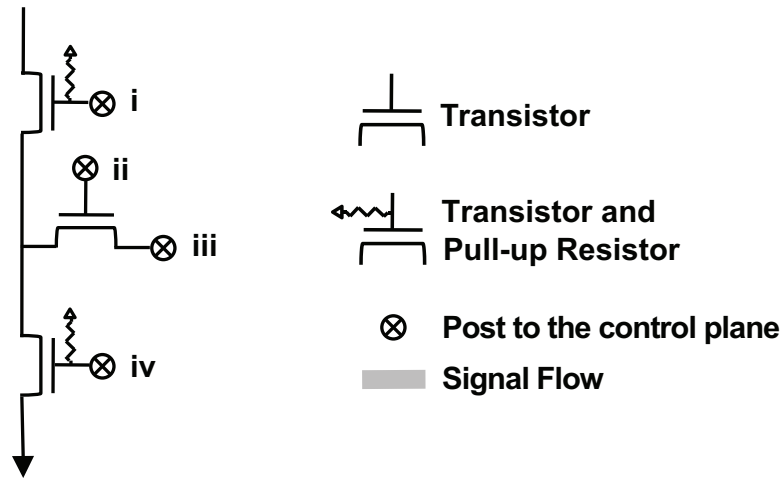 i
ii
iii
iv
Transistor
Transistor and
Pull-up Resistor
Post to the control plane
Signal Flow